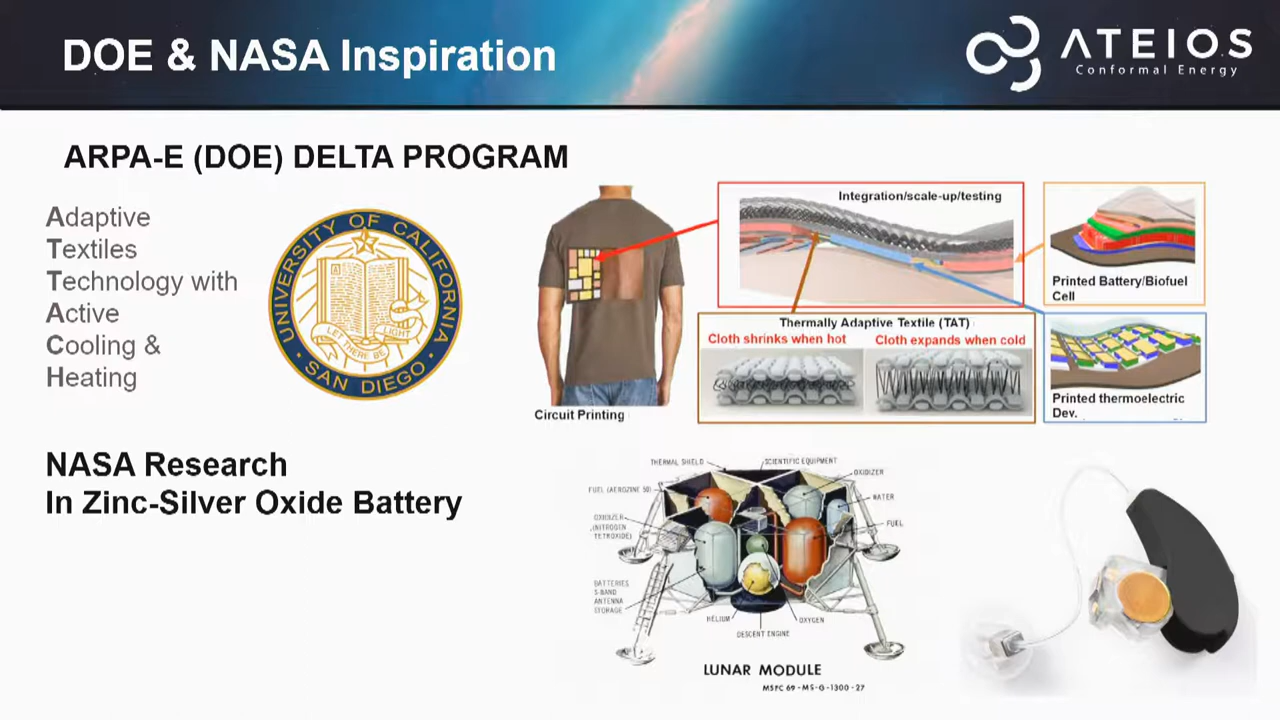 DOE & NASA Inspiration
ATEIOS
Conformal Energy
ARPA-E (DOE) DELTA PROGRAM
Adaptive
Textiles
Technology with
Active
Cooling &
Heating
UNIVERSITY OF CALIFORNIA
SAN DIEGO
LET THERE BE LIGHT
A
Circuit Printing
Integration/scale-up/testing
Printed Battery/Biofuel
Cell
Thermally Adaptive Textile (TAT)
Cloth shrinks when hot
Cloth expands when cold
Printed thermoelectric
Dev.
NASA Research
In Zinc-Silver Oxide Battery
THERMAL SHIELD
SCIENTIFIC EQUIPMENT
OXIDIZER
FUEL (AEROZINE 50)
WATER
OXIDIZER
(NITROGEN
TETROXIDE)
FUEL
BATTERIES
S-BAND
ANTENNA
STORAGE
HELIUM
OXYGEN
DESCENT ENGINE
LUNAR MODULE
MSFC 69-MS-G-1300-27